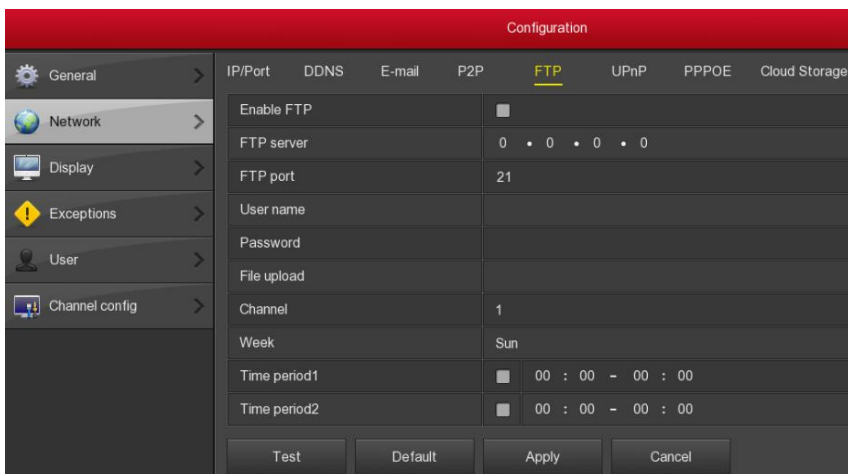 Configuration
General
Network
Display
Exceptions
User
Channel config
IP/Port DDNS E-mail P2P FTP UPnP PPPOE Cloud Storage
Enable FTP
FTP server 0 • 0 • 0 • 0
FTP port 21
User name
Password
File upload
Channel 1
Week Sun
Time period1 00 : 00 - 00 : 00
Time period2 00 : 00 - 00 : 00
Test Default Apply Cancel